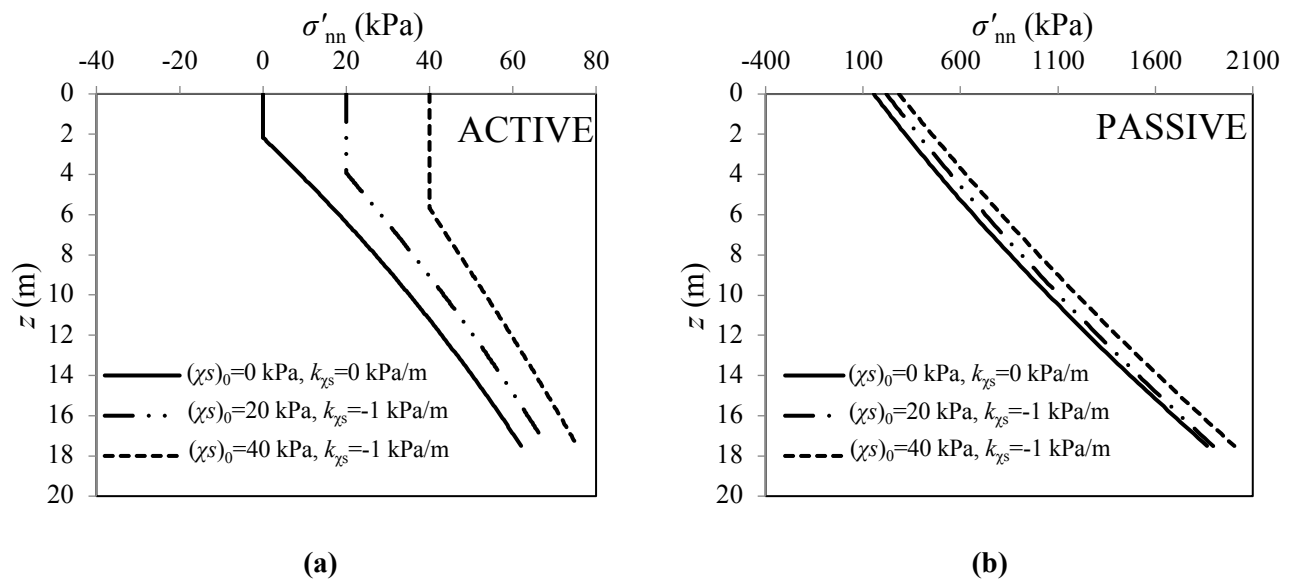 σ′nn (kPa)
-40 -20 0 20 40 60 80
0
2
4
6
8
10
12
14
16
18
20
z (m)
ACTIVE
(χs)0=0 kPa, kχs=0 kPa/m
(χs)0=20 kPa, kχs=-1 kPa/m
(χs)0=40 kPa, kχs=-1 kPa/m
(a)
σ′nn (kPa)
-400 100 600 1100 1600 2100
0
2
4
6
8
10
12
14
16
18
20
z (m)
PASSIVE
(χs)0=0 kPa, kχs=0 kPa/m
(χs)0=20 kPa, kχs=-1 kPa/m
(χs)0=40 kPa, kχs=-1 kPa/m
(b)